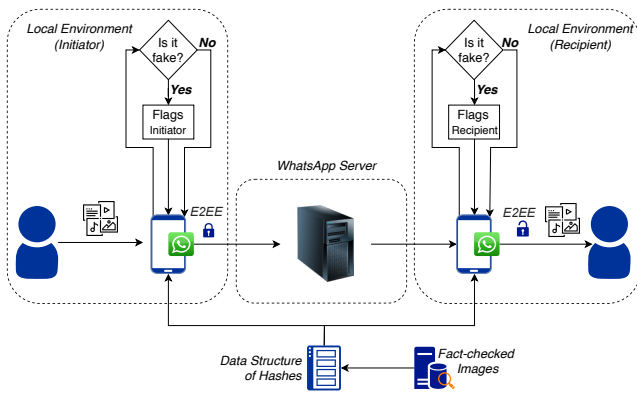 Local Environment
(Initiator)
Is it
fake?
No
Yes
Flags
Initiator
E2EE
WhatsApp Server
Local Environment
(Recipient)
Is it
fake?
No
Yes
Flags
Recipient
E2EE
Data Structure
of Hashes
Fact-checked
Images